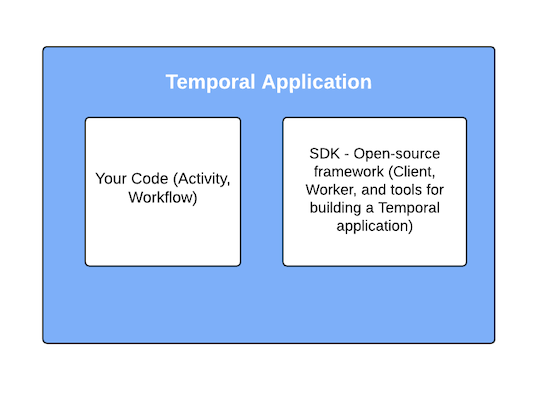 Temporal Application
Your Code (Activity,
Workflow)
SDK - Open-source
framework (Client,
Worker, and tools for
building a Temporal
application)